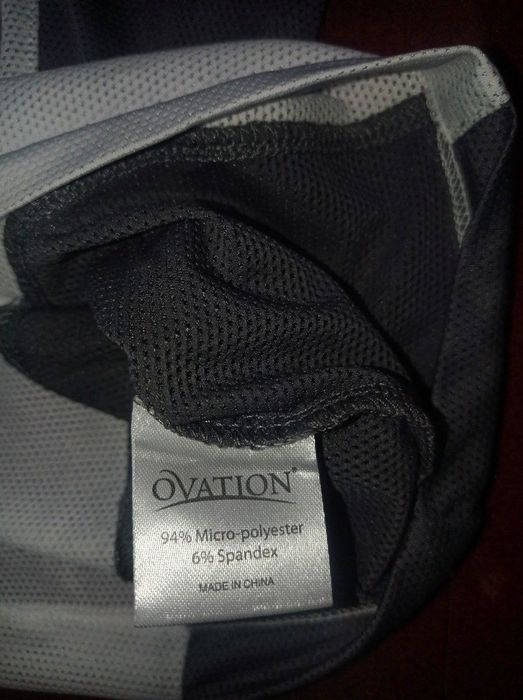 OVATION®
94% Micro-polyester
6% Spandex
MADE IN CHINA